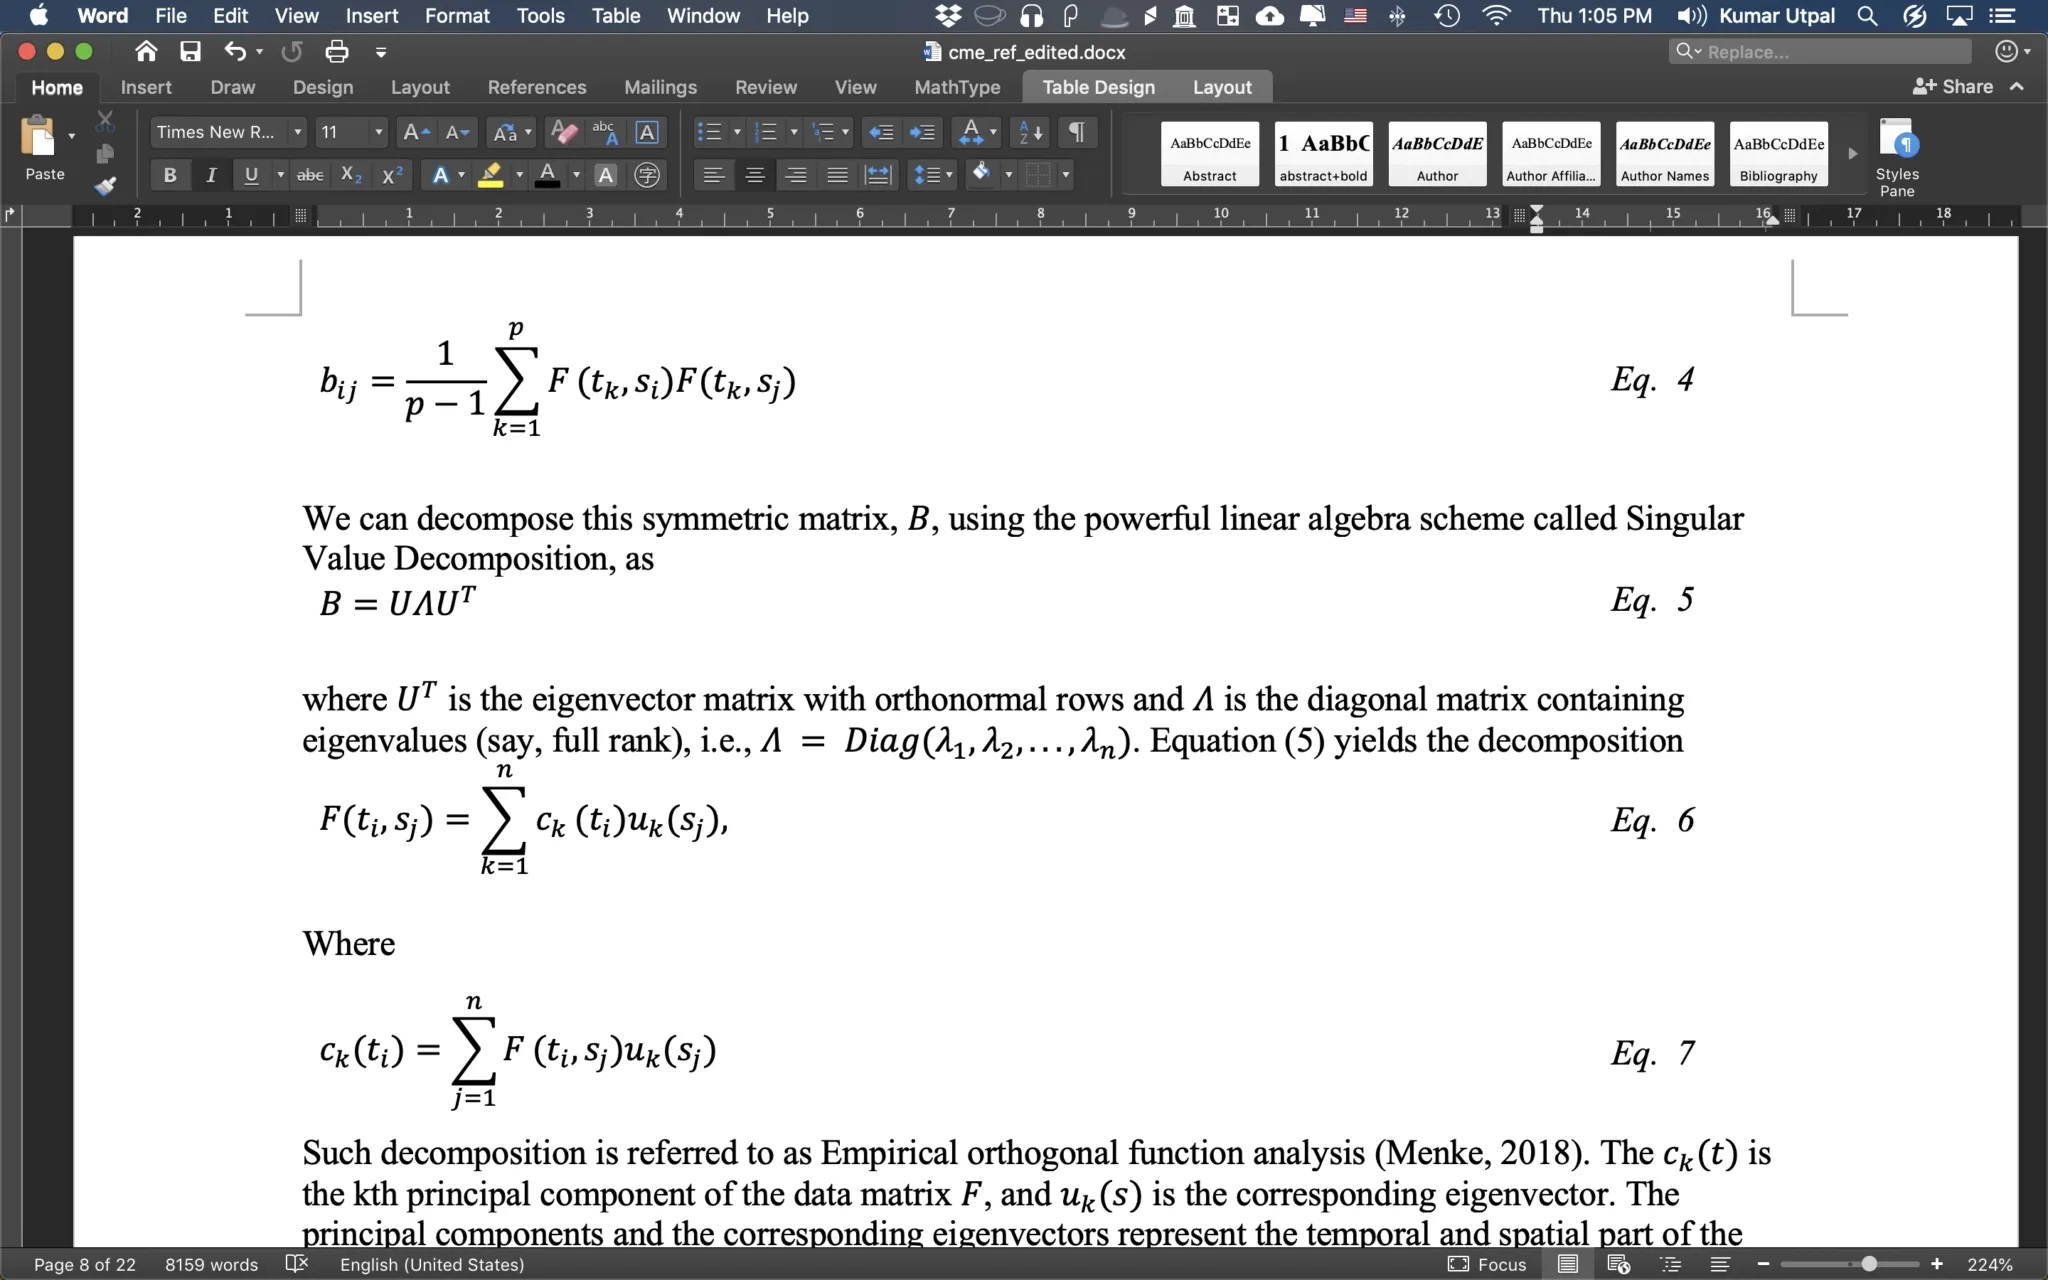 Word File Edit View Insert Format Tools Table Window Help Thu 1:05 PM Kumar Utpal
cme_ref_edited.docx Replace...
Home Insert Draw Design Layout References Mailings Review View MathType Table Design Layout Share
Paste Times New R... 11
AaBbCcDdEe 1 AaBbC AaBbCcDdE AaBbCcDdEe AaBbCcDdEe AaBbCcDdEe
Abstract abstract+bold Author Author Affilia... Author Names Bibliography Styles Pane
2 1 1 2 3 4 5 6 7 8 9 10 11 12 13 14 15 16 17 18
b_{ij} = \frac{1}{p-1} \sum_{k=1}^{p} F(t_k, s_i)F(t_k, s_j) Eq. 4
We can decompose this symmetric matrix, B, using the powerful linear algebra scheme called Singular
Value Decomposition, as
B = UΛU^T Eq. 5
where U^T is the eigenvector matrix with orthonormal rows and Λ is the diagonal matrix containing
eigenvalues (say, full rank), i.e., Λ = Diag(λ_1, λ_2, ..., λ_n). Equation (5) yields the decomposition
F(t_i, s_j) = \sum_{k=1}^{n} c_k(t_i)u_k(s_j), Eq. 6
Where
c_k(t_i) = \sum_{j=1}^{n} F(t_i, s_j)u_k(s_j) Eq. 7
Such decomposition is referred to as Empirical orthogonal function analysis (Menke, 2018). The c_k(t) is
the kth principal component of the data matrix F, and u_k(s) is the corresponding eigenvector. The
principal components and the corresponding eigenvectors represent the temporal and spatial part of the
Page 8 of 22 8159 words English (United States) Focus 224%